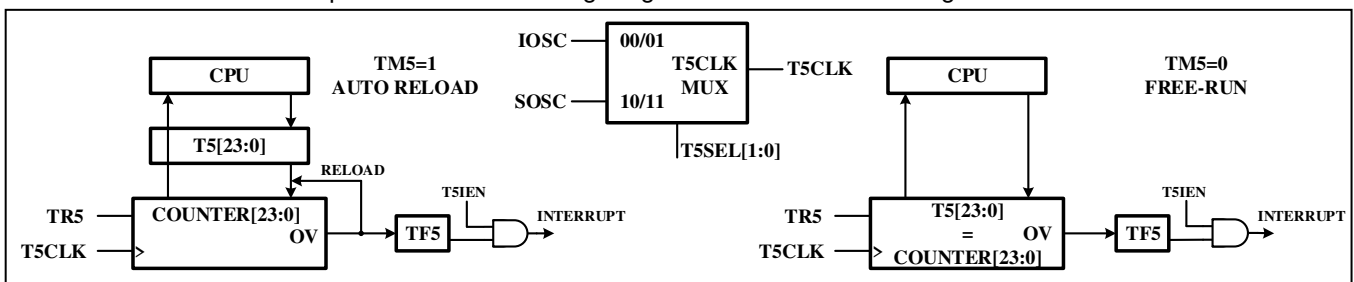 IOSC
00/01
T5CLK
MUX
T5CLK
SOSC
10/11
T5SEL[1:0]
TM5=1
AUTO RELOAD
CPU
T5[23:0]
RELOAD
TR5
COUNTER[23:0]
OV
T5CLK
TF5
T5IEN
INTERRUPT
TM5=0
FREE-RUN
CPU
TR5
T5[23:0]
=
OV
COUNTER[23:0]
T5CLK
TF5
T5IEN
INTERRUPT